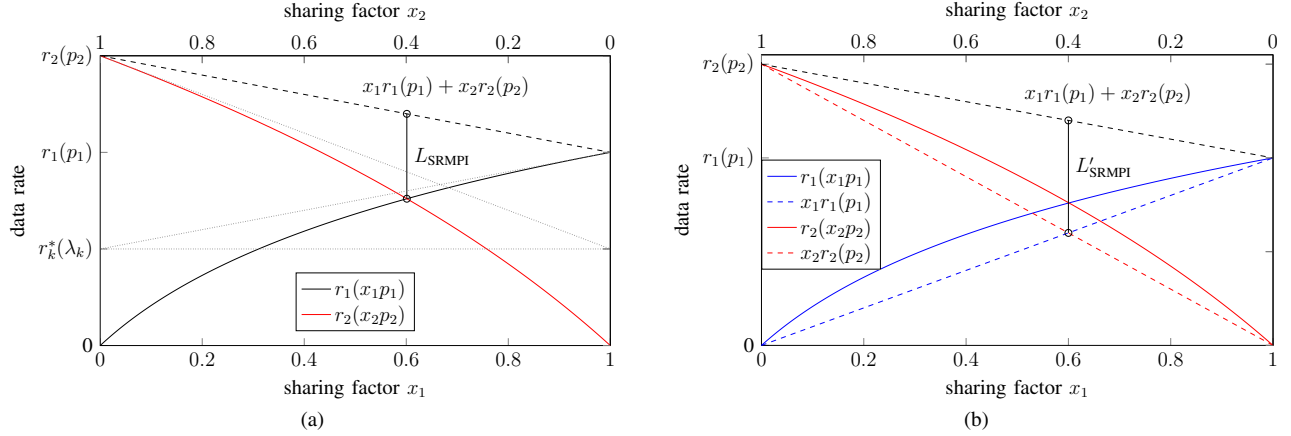 sharing factor x₂
1 0.8 0.6 0.4 0.2 0
r₂(p₂)
x₁r₁(p₁) + x₂r₂(p₂)
r₁(p₁)
L_SRMPI
data rate
r*ₖ(λₖ)
r₁(x₁p₁)
r₂(x₂p₂)
0
0 0.2 0.4 0.6 0.8 1
sharing factor x₁
(a)
sharing factor x₂
1 0.8 0.6 0.4 0.2 0
r₂(p₂)
x₁r₁(p₁) + x₂r₂(p₂)
r₁(p₁)
L′_SRMPI
data rate
r₁(x₁p₁)
x₁r₁(p₁)
r₂(x₂p₂)
x₂r₂(p₂)
0
0 0.2 0.4 0.6 0.8 1
sharing factor x₁
(b)